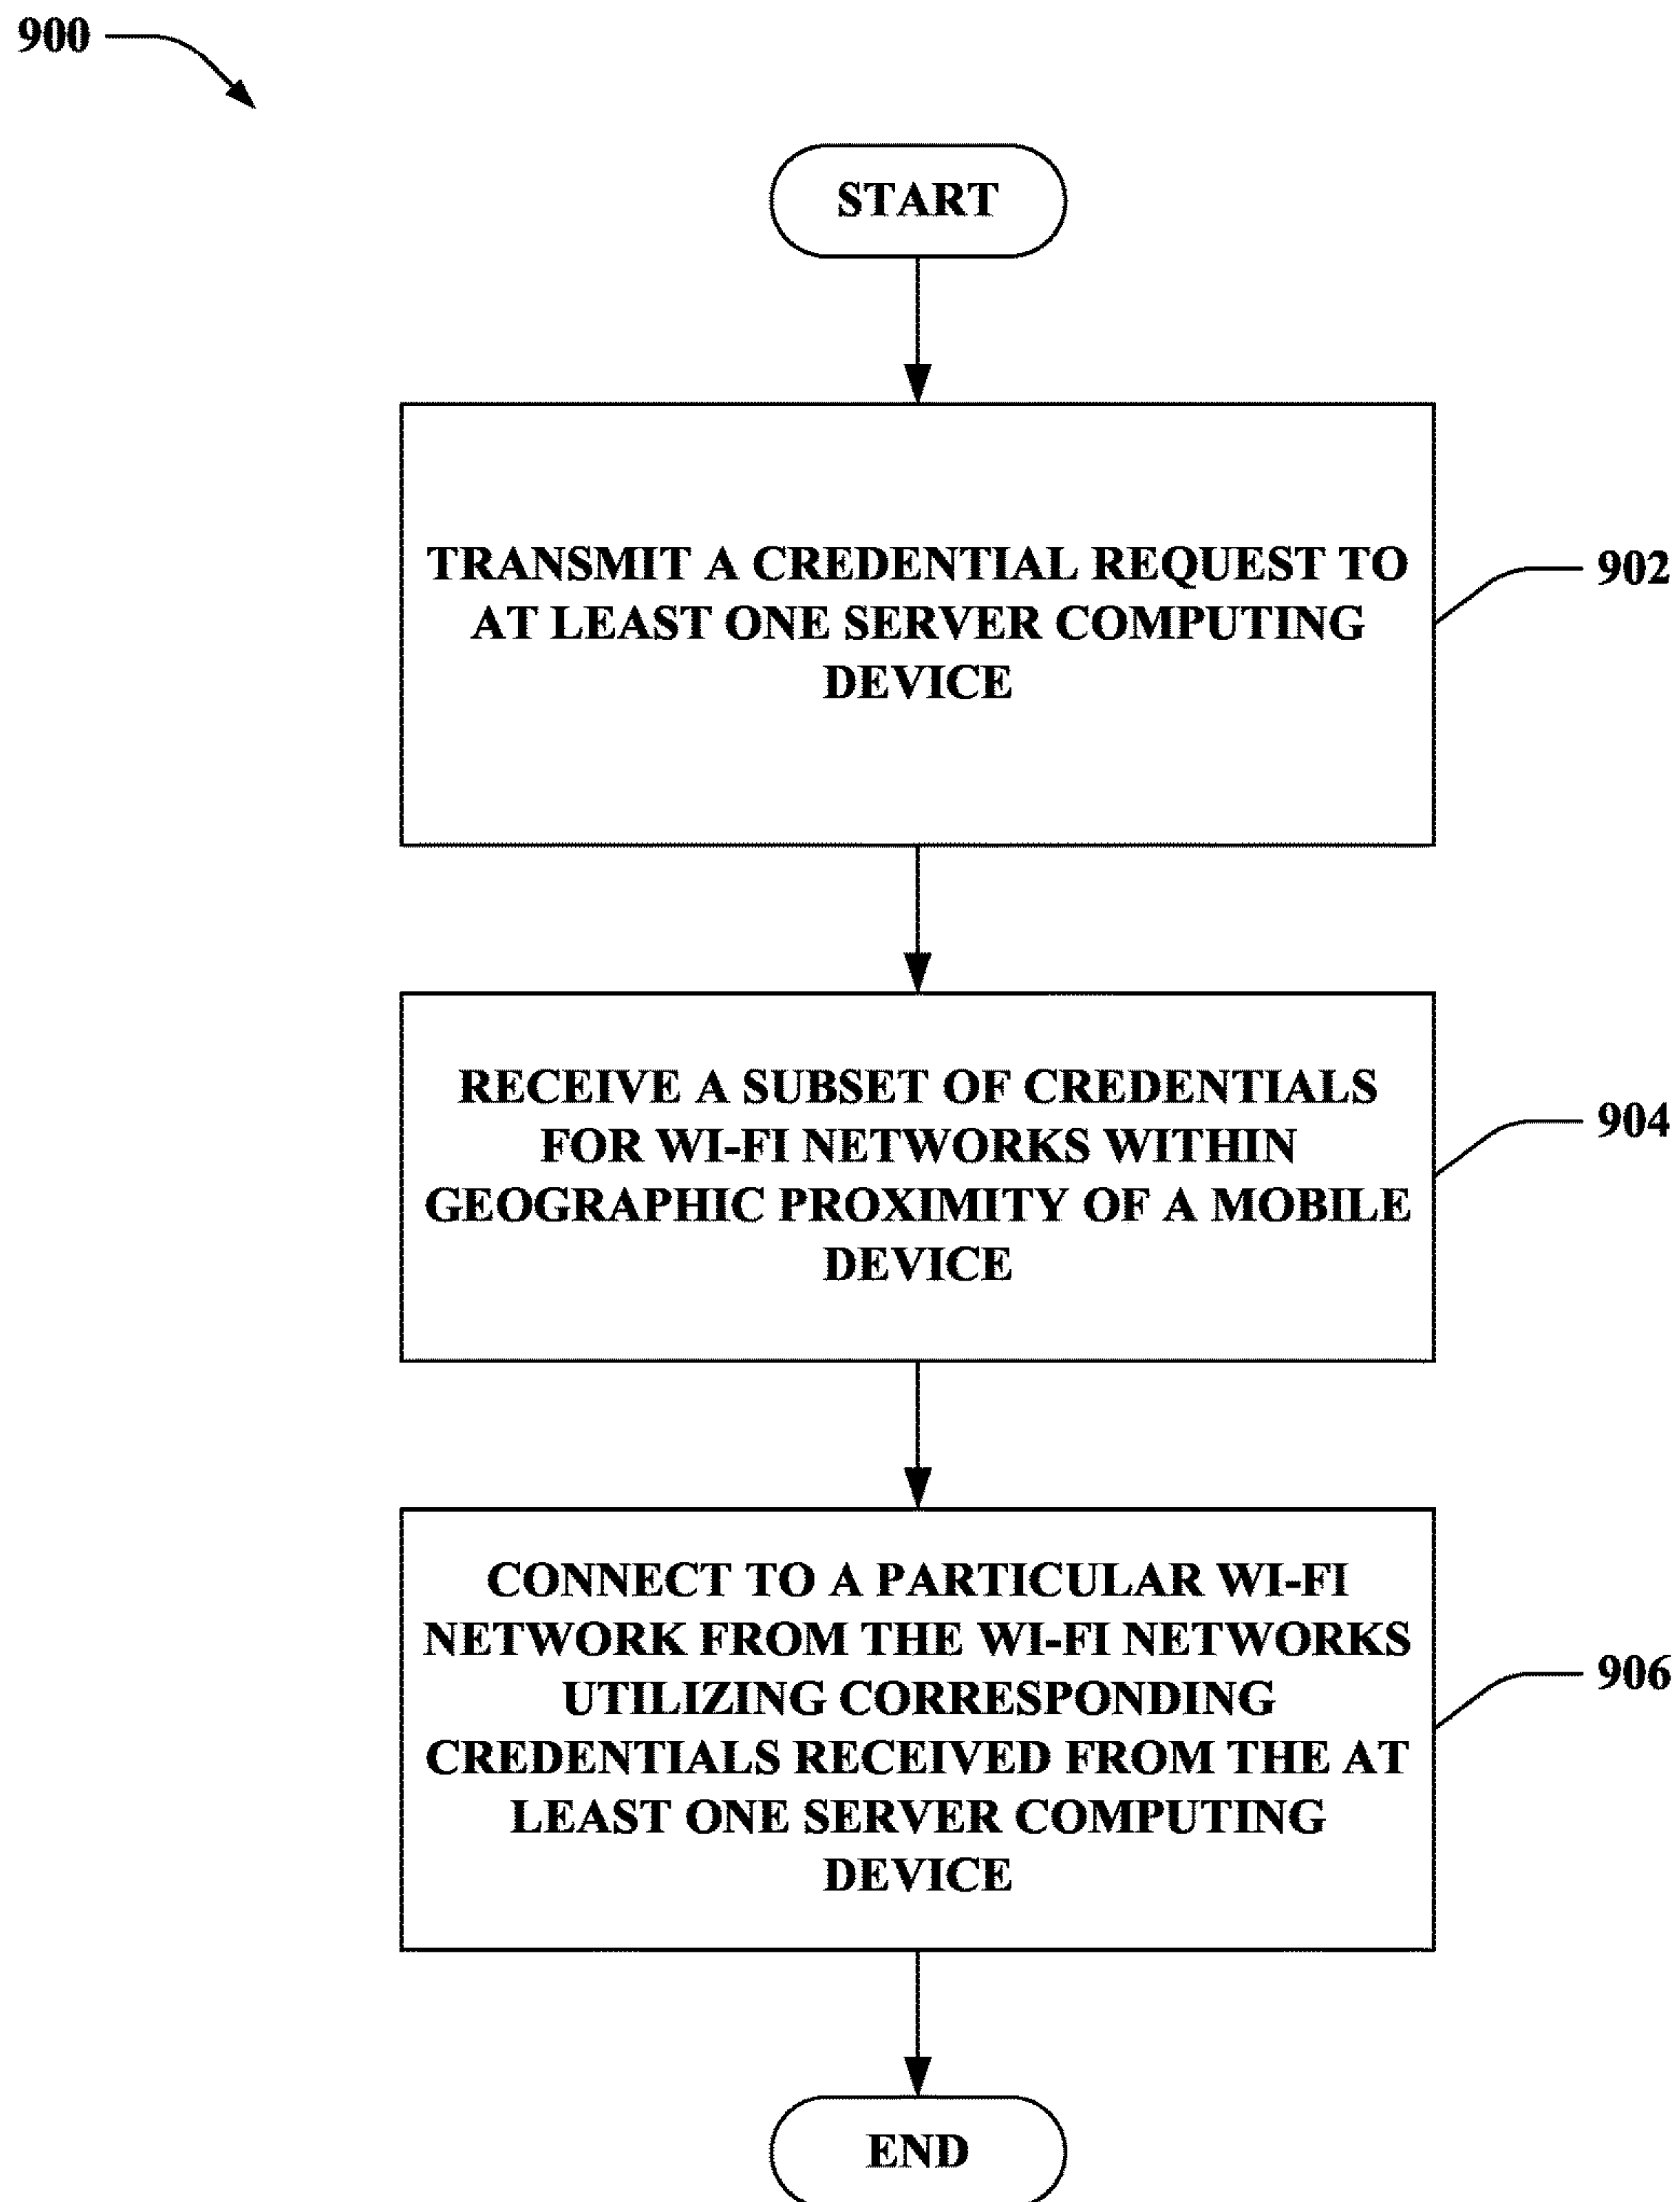 900
START
TRANSMIT A CREDENTIAL REQUEST TO
AT LEAST ONE SERVER COMPUTING
DEVICE
902
RECEIVE A SUBSET OF CREDENTIALS
FOR WI-FI NETWORKS WITHIN
GEOGRAPHIC PROXIMITY OF A MOBILE
DEVICE
904
CONNECT TO A PARTICULAR WI-FI
NETWORK FROM THE WI-FI NETWORKS
UTILIZING CORRESPONDING
CREDENTIALS RECEIVED FROM THE AT
LEAST ONE SERVER COMPUTING
DEVICE
906
END